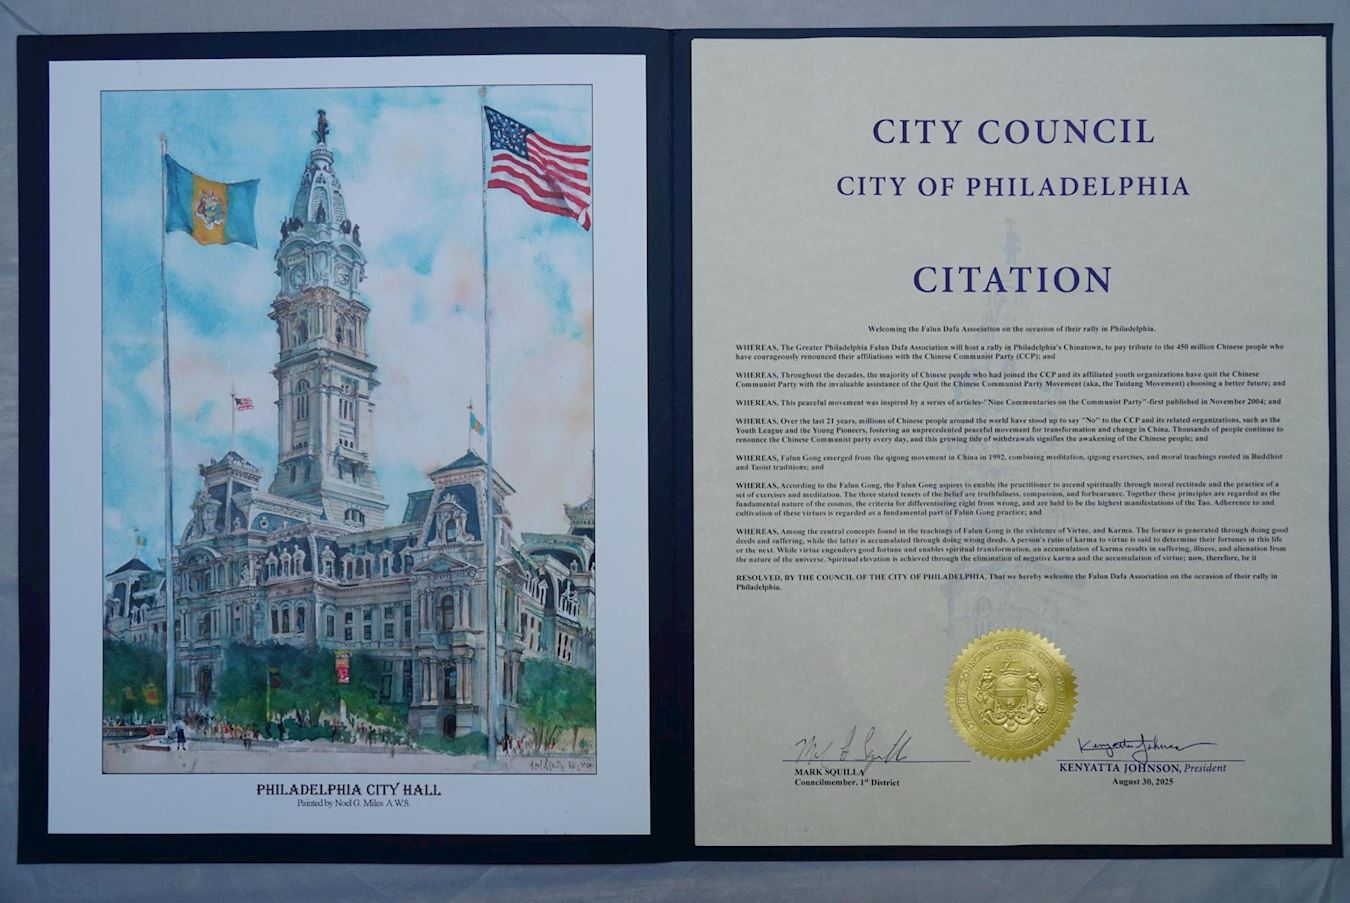 PHILADELPHIA CITY HALL
Painted by Noel G. Miles A.W.S.
CITY COUNCIL
CITY OF PHILADELPHIA
CITATION
Welcoming the Falun Dafa Association on the occasion of their rally in Philadelphia.
WHEREAS, The Greater Philadelphia Falun Dafa Association will host a rally in Philadelphia's Chinatown, to pay tribute to the 450 million Chinese people who
have courageously renounced their affiliations with the Chinese Communist Party (CCP); and
WHEREAS, Throughout the decades, the majority of Chinese people who had joined the CCP and its affiliated youth organizations have quit the Chinese
Communist Party with the invaluable assistance of the Quit the Chinese Communist Party Movement (aka, the Tuidang Movement) choosing a better future; and
WHEREAS, This peaceful movement was inspired by a series of articles-"Nine Commentaries on the Communist Party"-first published in November 2004; and
WHEREAS, Over the last 21 years, millions of Chinese people around the world have stood up to say "No" to the CCP and its related organizations, such as the
Youth League and the Young Pioneers, fostering an unprecedented peaceful movement for transformation and change in China. Thousands of people continue to
renounce the Chinese Communist party every day, and this growing tide of withdrawals signifies the awakening of the Chinese people; and
WHEREAS, Falun Gong emerged from the qigong movement in China in 1992, combining meditation, qigong exercises, and moral teachings rooted in Buddhist
and Taoist traditions; and
WHEREAS, According to the Falun Gong, the Falun Gong aspires to enable the practitioner to ascend spiritually through moral rectitude and the practice of a
set of exercises and meditation. The three stated tenets of the belief are truthfulness, compassion, and forbearance. Together these principles are regarded as the
fundamental nature of the cosmos, the criteria for differentiating right from wrong, and are held to be the highest manifestations of the Tao. Adherence to and
cultivation of these virtues is regarded as a fundamental part of Falun Gong practice; and
WHEREAS, Among the central concepts found in the teachings of Falun Gong is the existence of Virtue, and Karma. The former is generated through doing good
deeds and suffering, while the latter is accumulated through doing wrong deeds. A person's ratio of karma to virtue is said to determine their fortunes in this life
or the next. While virtue engenders good fortune and enables spiritual transformation, an accumulation of karma results in suffering, illness, and alienation from
the nature of the universe. Spiritual elevation is achieved through the elimination of negative karma and the accumulation of virtue; now, therefore, be it
RESOLVED, BY THE COUNCIL OF THE CITY OF PHILADELPHIA, That we hereby welcome the Falun Dafa Association on the occasion of their rally in
Philadelphia.
MARK SQUILLA
Councilmember, 1st District
KENYATTA JOHNSON, President
August 30, 2025